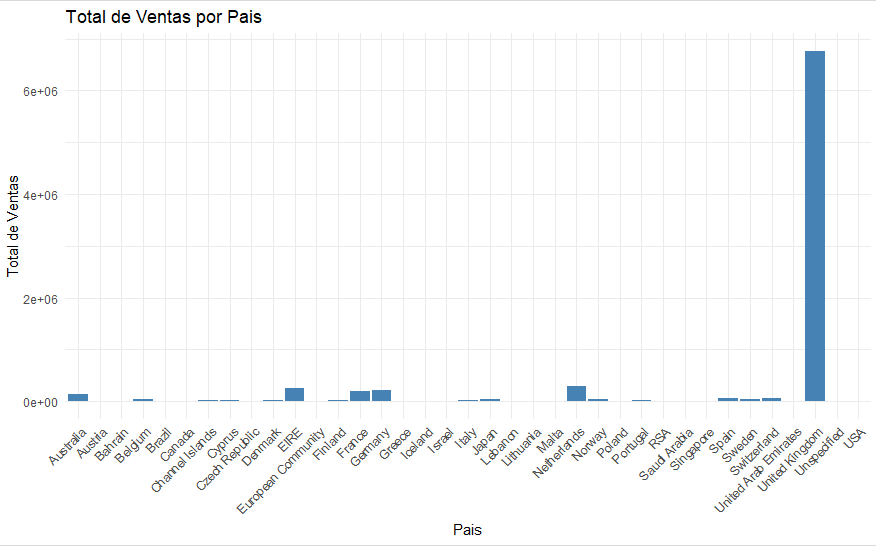 Total de Ventas por Pais
Total de Ventas
6e+06
4e+06
2e+06
0e+00
Australia
Austria
Bahrain
Belgium
Brazil
Canada
Channel Islands
Cyprus
Czech Republic
Denmark
EIRE
European Community
Finland
France
Germany
Greece
Iceland
Israel
Italy
Japan
Lebanon
Lithuania
Malta
Netherlands
Norway
Poland
Portugal
RSA
Saudi Arabia
Singapore
Spain
Sweden
Switzerland
United Arab Emirates
United Kingdom
Unspecified
USA
Pais